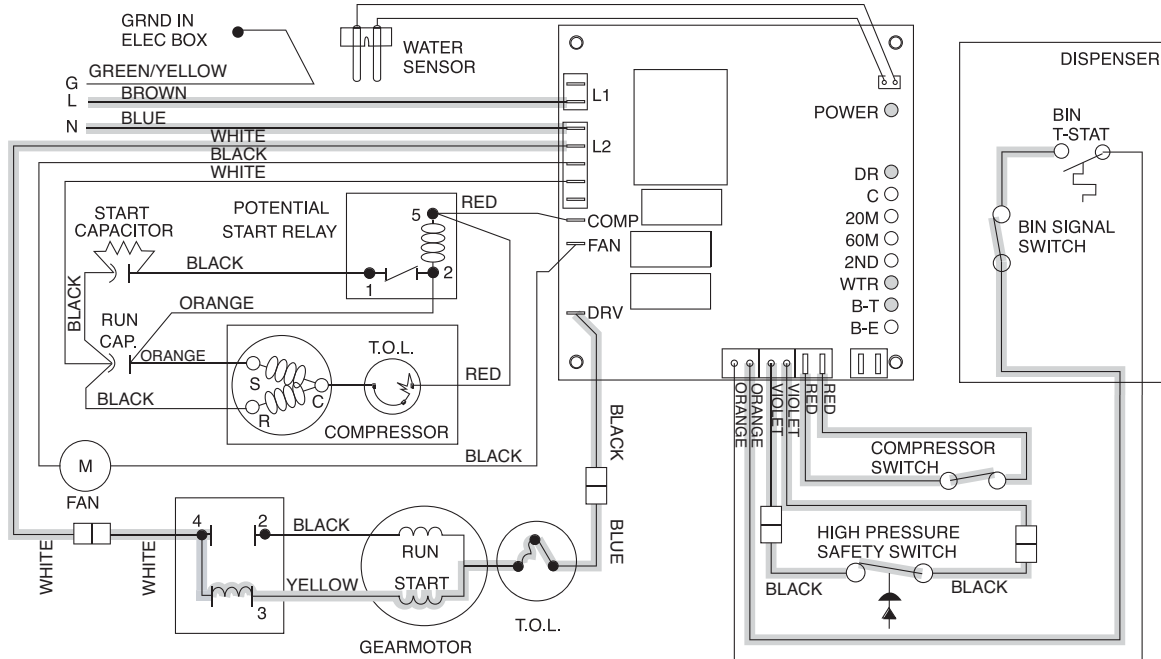 GRND IN
ELEC BOX
WATER
SENSOR
DISPENSER
G
GREEN/YELLOW
L
BROWN
L1
POWER
N
BLUE
WHITE
L2
BLACK
WHITE
BIN
T-STAT
DR
C
20M
60M
2ND
WTR
B-T
B-E
BIN SIGNAL
SWITCH
START
CAPACITOR
POTENTIAL
START RELAY
5
RED
COMP
FAN
BLACK
1
2
BLACK
ORANGE
DRV
RUN
CAP.
ORANGE
T.O.L.
S
C
R
RED
BLACK
COMPRESSOR
ORANGE
ORANGE
VIOLET
VIOLET
RED
RED
BLACK
COMPRESSOR
SWITCH
M
FAN
BLACK
4
2
BLACK
RUN
BLUE
HIGH PRESSURE
SAFETY SWITCH
WHITE
WHITE
YELLOW
START
3
BLACK
BLACK
GEARMOTOR
T.O.L.